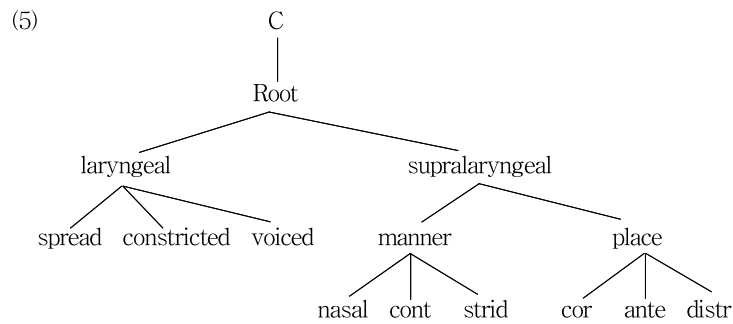 (5) C
Root
laryngeal supralaryngeal
spread constricted voiced manner place
nasal cont strid cor ante distr